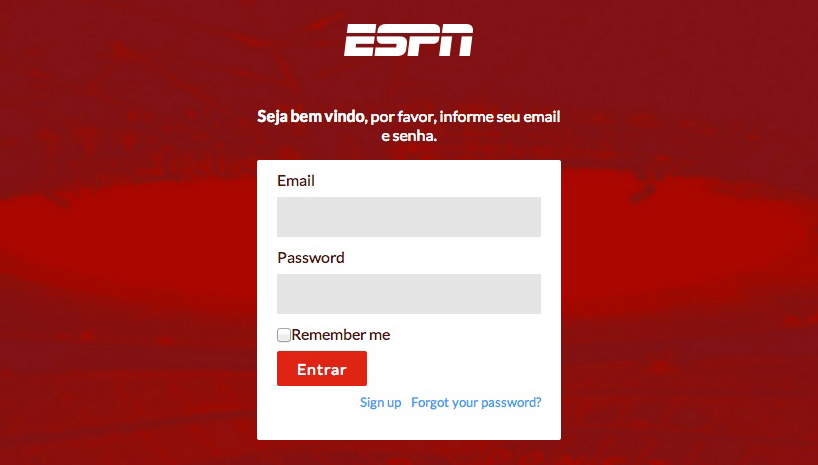 ESPN
Seja bem vindo, por favor, informe seu email
e senha.
Email
Password
Remember me
Entrar
Sign up Forgot your password?